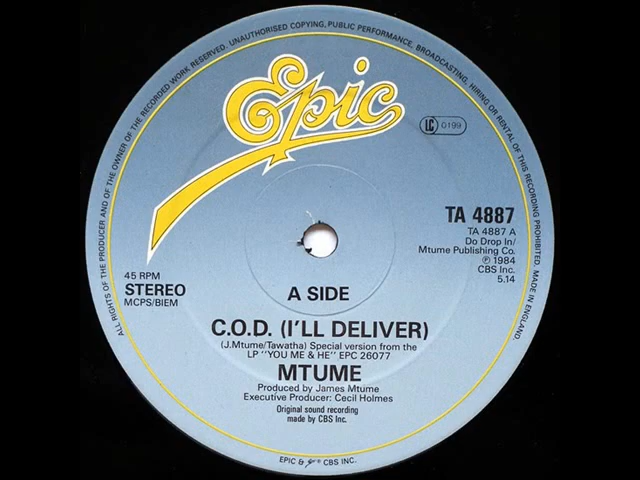 ALL RIGHTS OF THE PRODUCER AND OF THE OWNER OF THE RECORDED WORK RESERVED. UNAUTHORISED COPYING, PUBLIC PERFORMANCE, BROADCASTING, HIRING OR RENTAL OF THIS RECORDING PROHIBITED. MADE IN ENGLAND.
Epic
LC 0199
TA 4887
TA 4887 A
Do Drop In/
Mtume Publishing Co.
℗ 1984
CBS Inc.
5.14
45 RPM
STEREO
MCPS/BIEM
A SIDE
C.O.D. (I'LL DELIVER)
(J.Mtume/Tawatha) Special version from the
LP "YOU ME & HE" EPC 26077
MTUME
Produced by James Mtume
Executive Producer: Cecil Holmes
Original sound recording
made by CBS Inc.
EPIC & ® CBS INC.